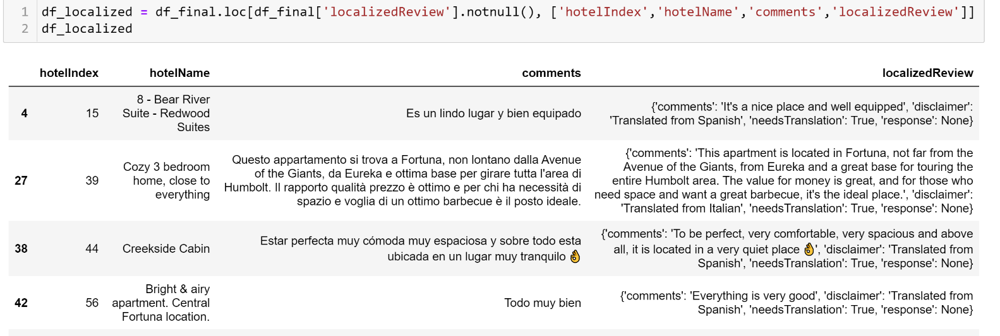 1 df_localized = df_final.loc[df_final['localizedReview'].notnull(), ['hotelIndex','hotelName','comments','localizedReview']]
2 df_localized
hotelIndex hotelName comments localizedReview
4 15
8 - Bear River
Suite - Redwood
Suites
Es un lindo lugar y bien equipado
{'comments': 'It's a nice place and well equipped', 'disclaimer':
'Translated from Spanish', 'needsTranslation': True, 'response': None}
27 39
Cozy 3 bedroom
home, close to
everything
Questo appartamento si trova a Fortuna, non lontano dalla Avenue
of the Giants, da Eureka e ottima base per girare tutta l'area di
Humbolt. Il rapporto qualità prezzo è ottimo e per chi ha necessità di
spazio e voglia di un ottimo barbecue è il posto ideale.
{'comments': 'This apartment is located in Fortuna, not far from the
Avenue of the Giants, from Eureka and a great base for touring the
entire Humbolt area. The value for money is great, and for those who
need space and want a great barbecue, it's the ideal place.', 'disclaimer':
'Translated from Italian', 'needsTranslation': True, 'response': None}
38 44
Creekside Cabin
Estar perfecta muy cómoda muy espaciosa y sobre todo esta
ubicada en un lugar muy tranquilo 👌
{'comments': 'To be perfect, very comfortable, very spacious and above
all, it is located in a very quiet place 👌', 'disclaimer': 'Translated from
Spanish', 'needsTranslation': True, 'response': None}
42 56
Bright & airy
apartment. Central
Fortuna location.
Todo muy bien
{'comments': 'Everything is very good', 'disclaimer': 'Translated from
Spanish', 'needsTranslation': True, 'response': None}